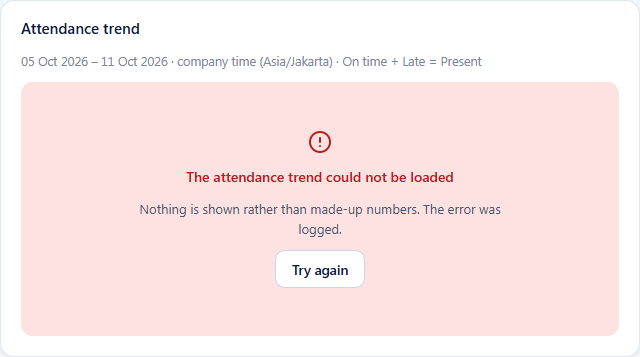 Attendance trend
05 Oct 2026 – 11 Oct 2026 · company time (Asia/Jakarta) · On time + Late = Present
The attendance trend could not be loaded
Nothing is shown rather than made-up numbers. The error was
logged.
Try again